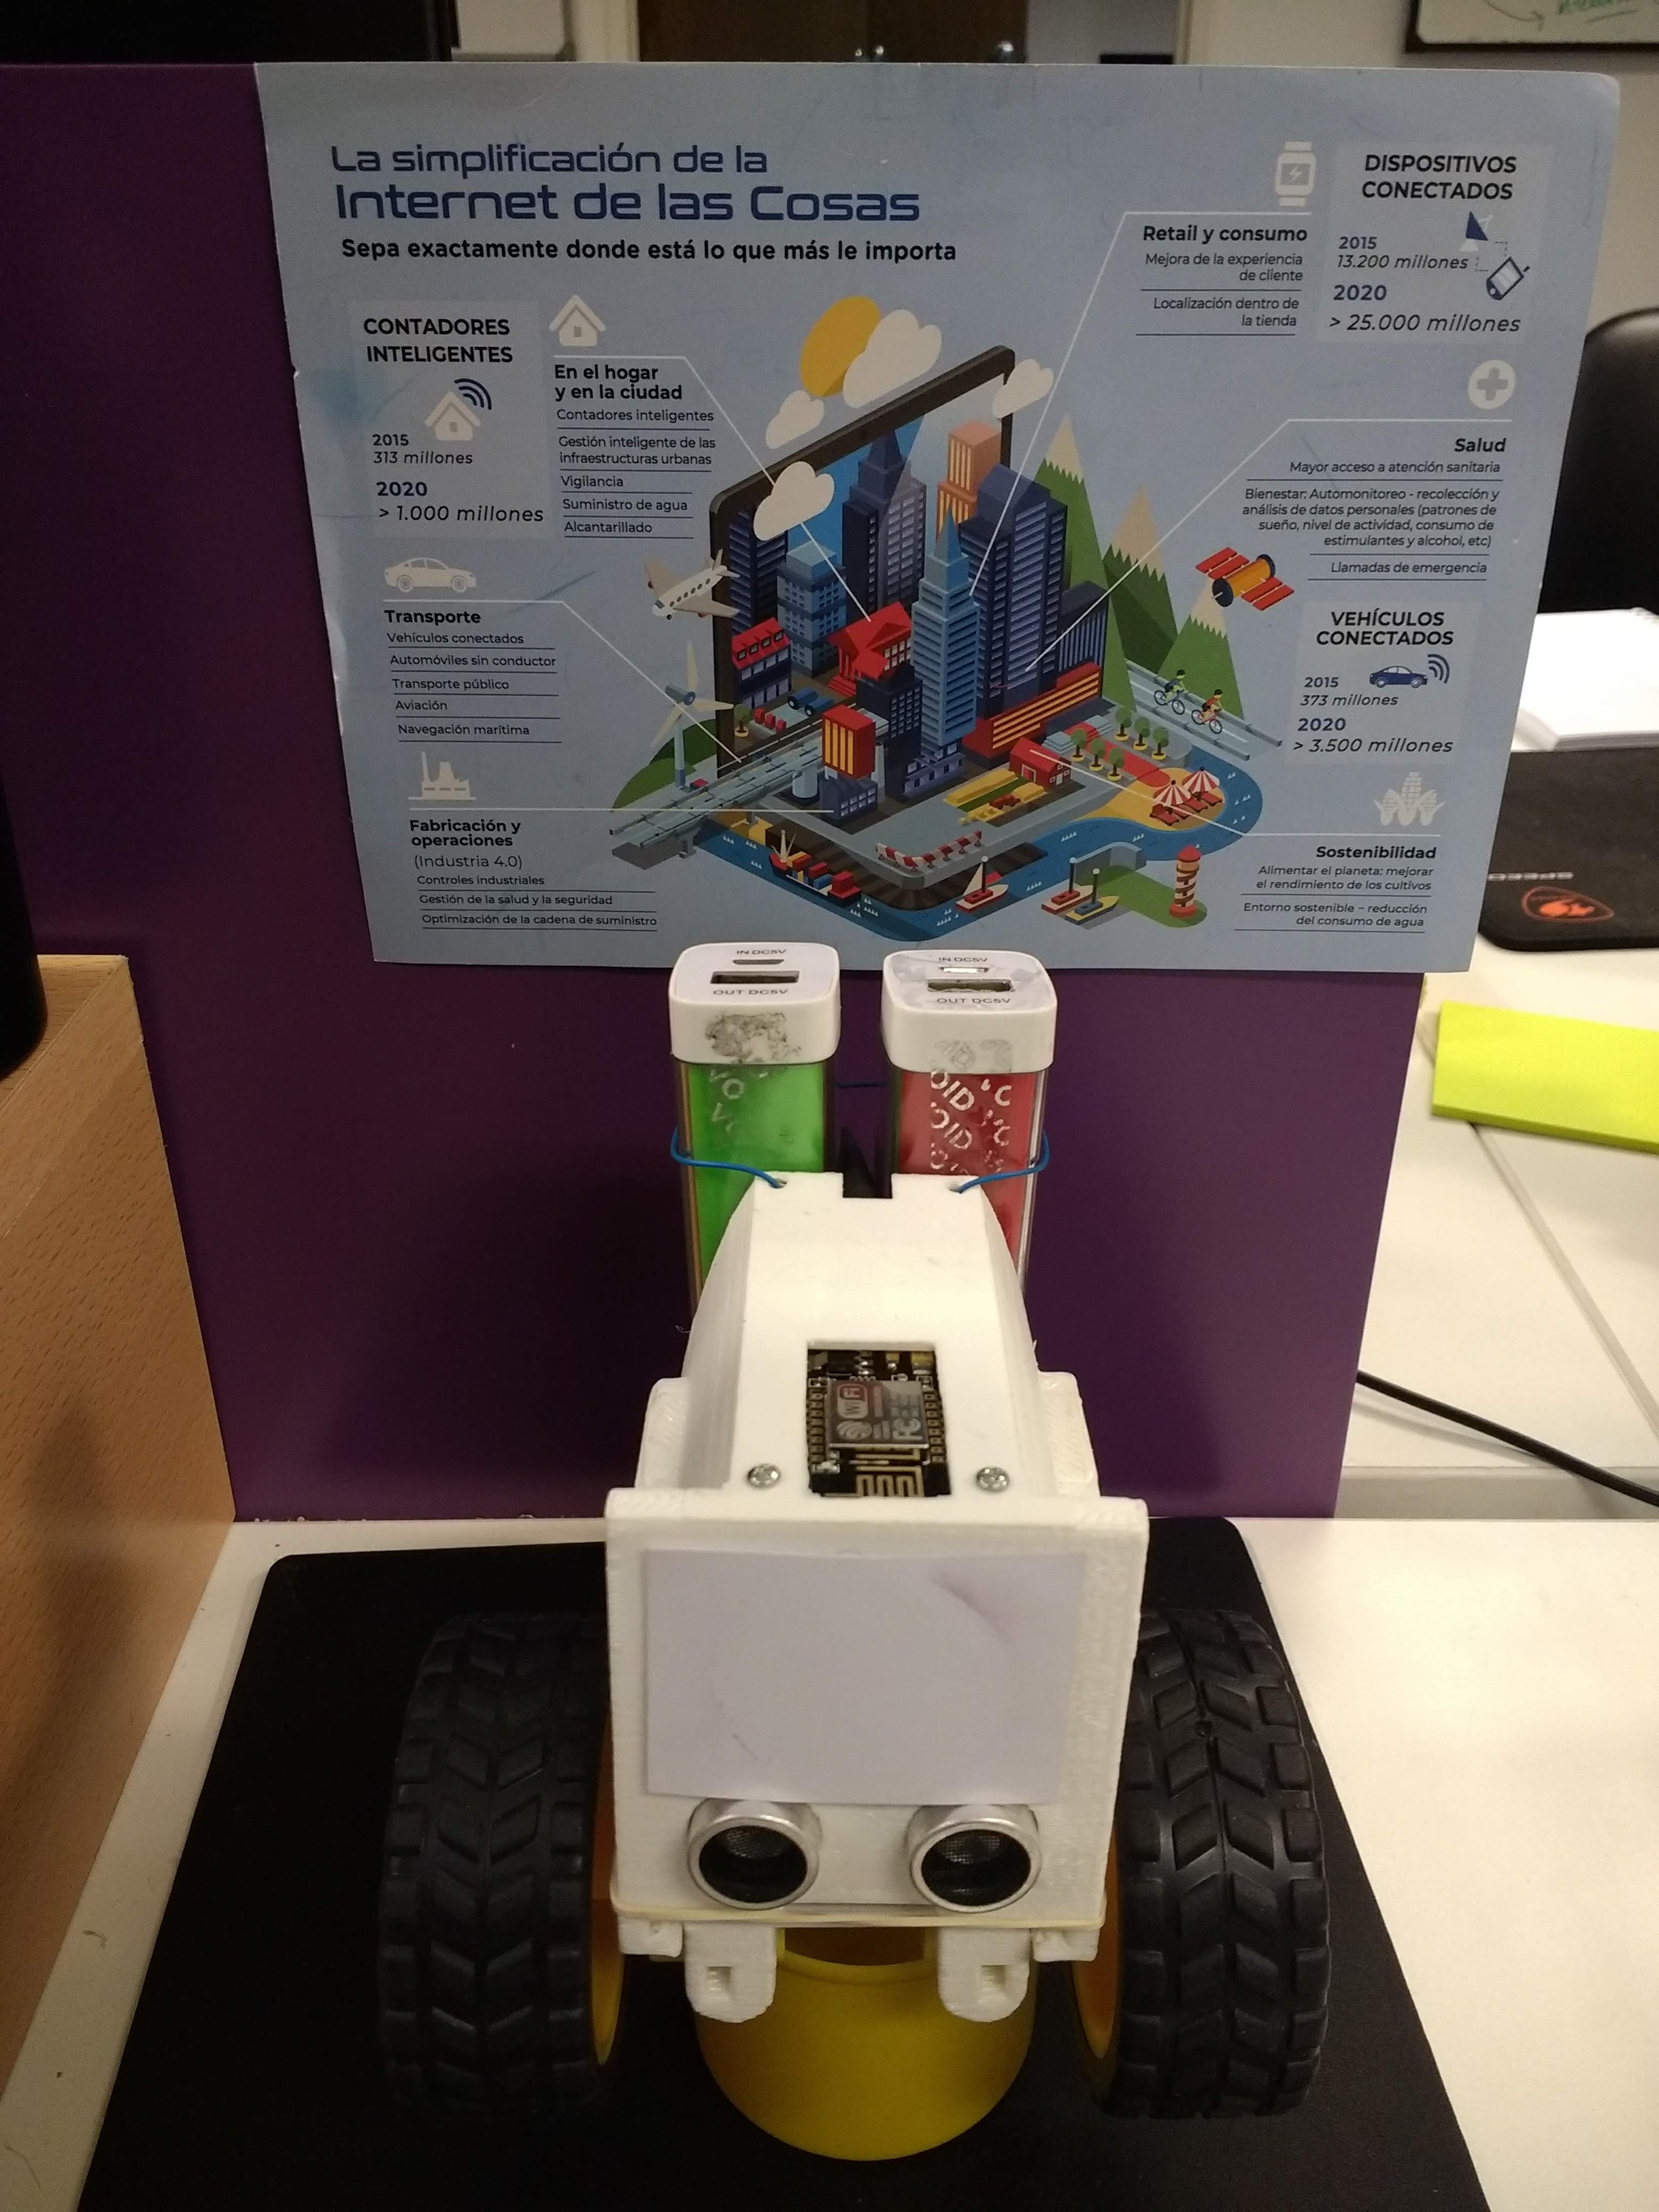 La simplificación de la
Internet de las Cosas
Sepa exactamente donde está lo que más le importa
CONTADORES
INTELIGENTES
2015
313 millones
2020
> 1.000 millones
En el hogar
y en la ciudad
Contadores inteligentes
Gestión inteligente de las
infraestructuras urbanas
Vigilancia
Suministro de agua
Alcantarillado
Transporte
Vehículos conectados
Automóviles sin conductor
Transporte público
Aviación
Navegación marítima
Fabricación y
operaciones
(Industria 4.0)
Controles industriales
Gestión de la salud y la seguridad
Optimización de la cadena de suministro
Retail y consumo
Mejora de la experiencia
de cliente
Localización dentro de
la tienda
DISPOSITIVOS
CONECTADOS
2015
13.200 millones
2020
> 25.000 millones
Salud
Mayor acceso a atención sanitaria
Bienestar: Automonitoreo - recolección y
análisis de datos personales (patrones de
sueño, nivel de actividad, consumo de
estimulantes y alcohol, etc)
Llamadas de emergencia
VEHÍCULOS
CONECTADOS
2015
373 millones
2020
> 3.500 millones
Sostenibilidad
Alimentar el planeta: mejorar
el rendimiento de los cultivos
Entorno sostenible – reducción
del consumo de agua
IN DC5V
OUT DC5V
IN DC5V
OUT DC5V
VO
OID
OID
WiFi